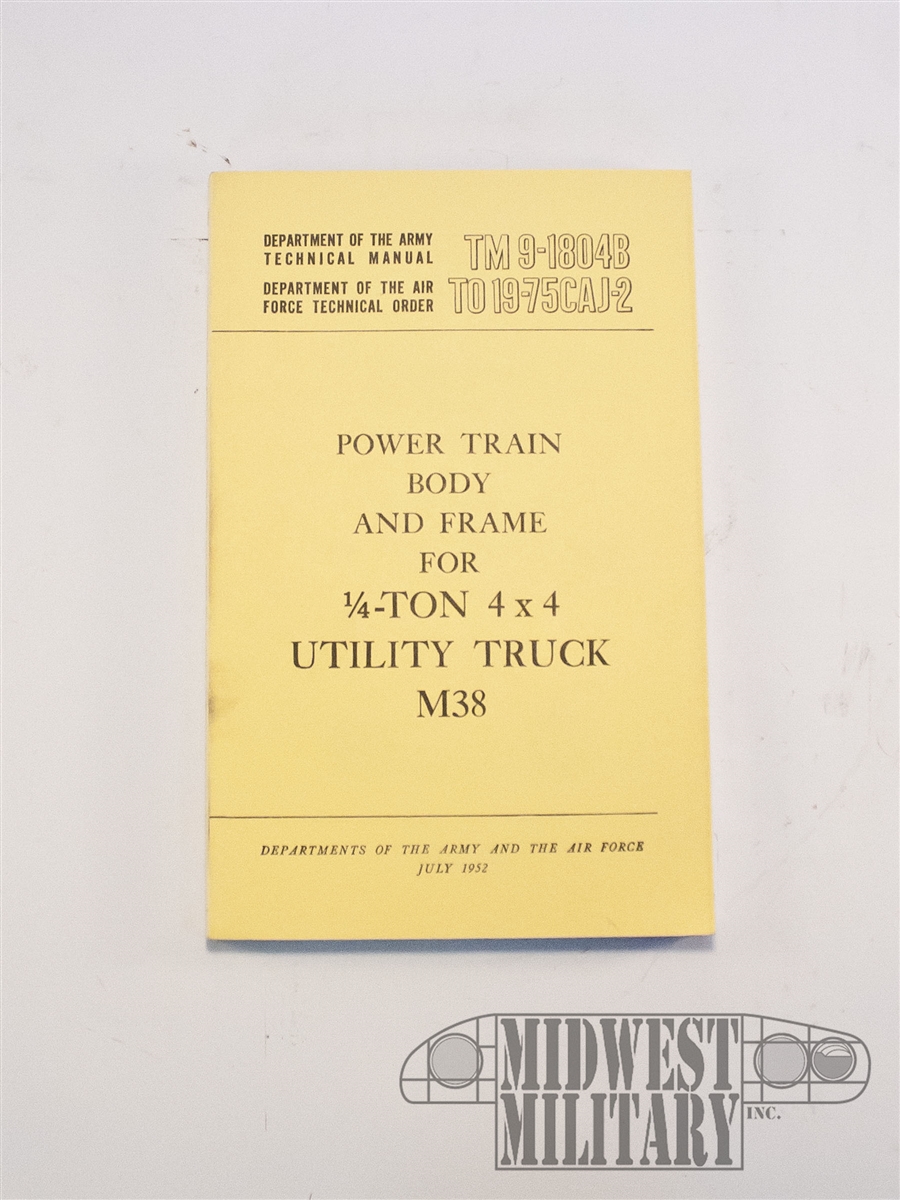 DEPARTMENT OF THE ARMY
TECHNICAL MANUAL
TM 9-1804B
DEPARTMENT OF THE AIR
FORCE TECHNICAL ORDER
TO 19-75CAJ-2
POWER TRAIN
BODY
AND FRAME
FOR
¼-TON 4 x 4
UTILITY TRUCK
M38
DEPARTMENTS OF THE ARMY AND THE AIR FORCE
JULY 1952
MIDWEST
MILITARY INC.